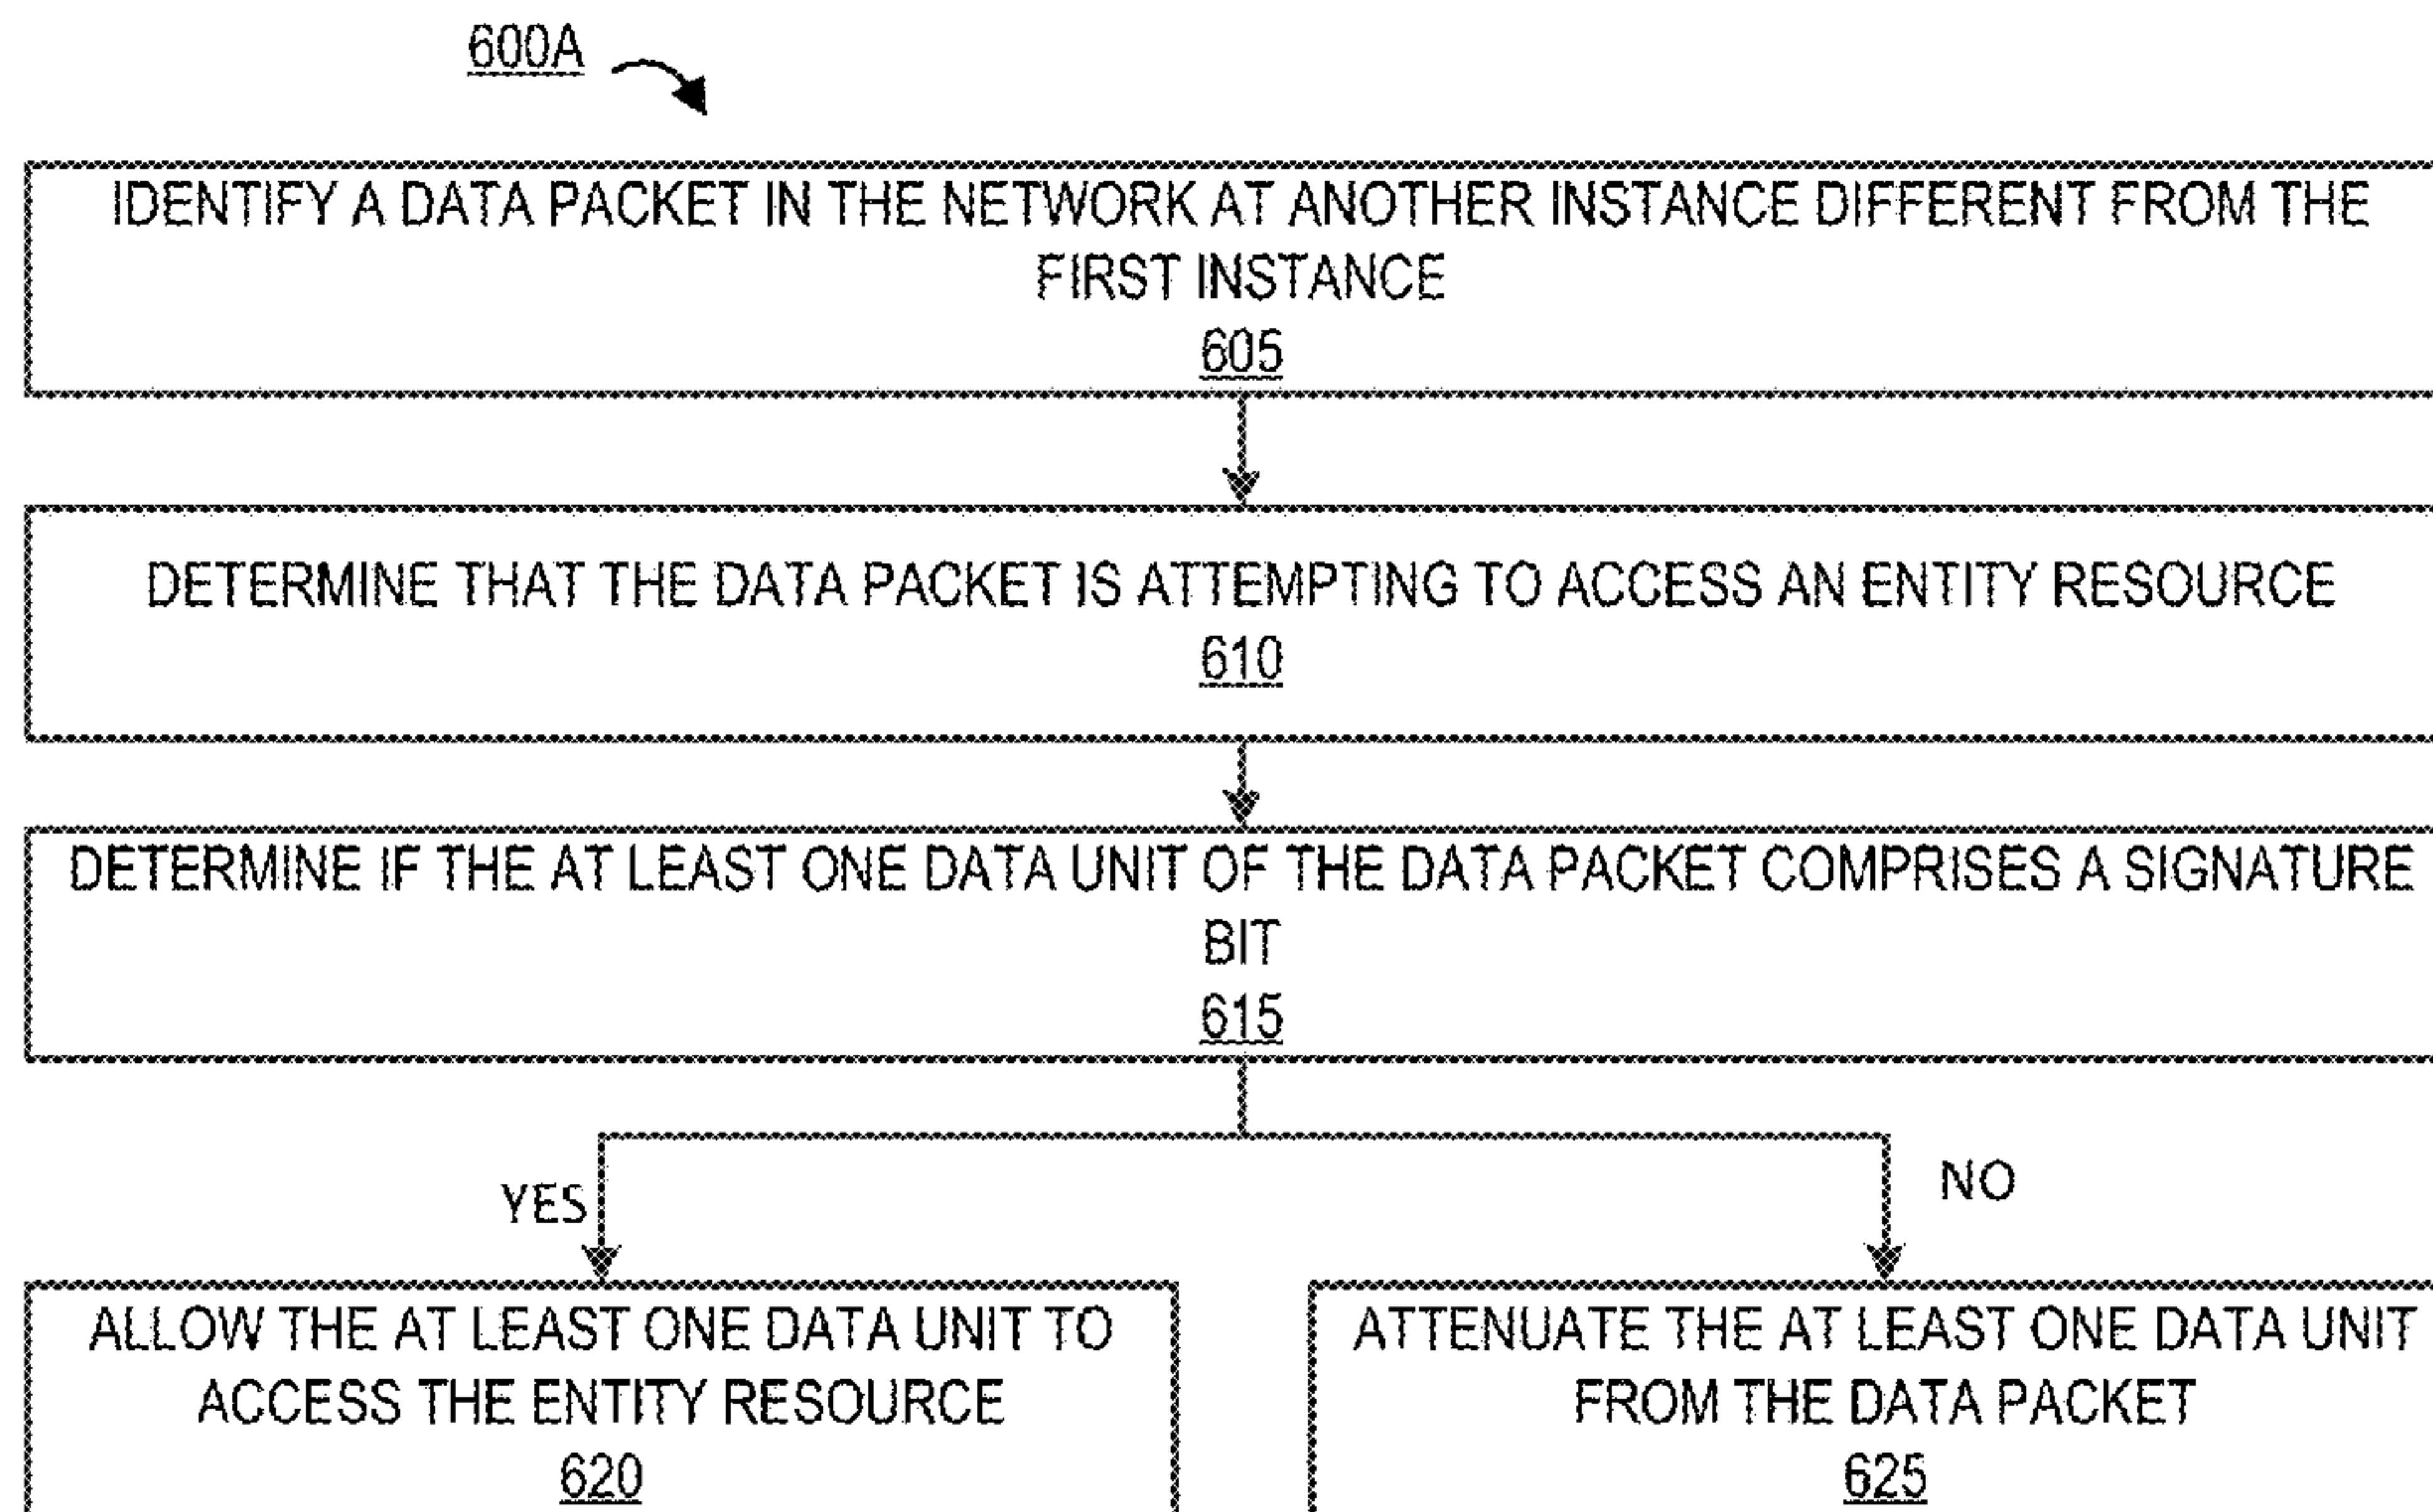 600A
IDENTIFY A DATA PACKET IN THE NETWORK AT ANOTHER INSTANCE DIFFERENT FROM THE
FIRST INSTANCE
605
DETERMINE THAT THE DATA PACKET IS ATTEMPTING TO ACCESS AN ENTITY RESOURCE
610
DETERMINE IF THE AT LEAST ONE DATA UNIT OF THE DATA PACKET COMPRISES A SIGNATURE
BIT
615
YES
NO
ALLOW THE AT LEAST ONE DATA UNIT TO
ACCESS THE ENTITY RESOURCE
620
ATTENUATE THE AT LEAST ONE DATA UNIT
FROM THE DATA PACKET
625